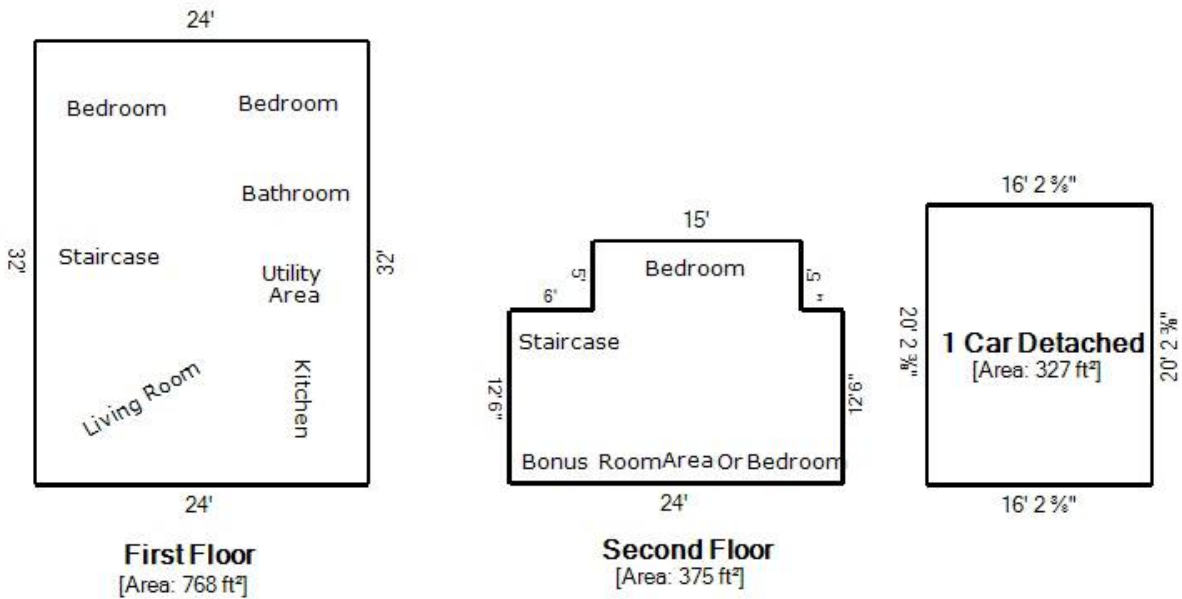 24'
Bedroom
Bedroom
Bathroom
Staircase
32'
32'
Utility
Area
Living Room
Kitchen
24'
First Floor
[Area: 768 ft²]
15'
Bedroom
5'
5'
6'
Staircase
12'6"
12'6"
Bonus Room Area Or Bedroom
24'
Second Floor
[Area: 375 ft²]
16' 2 ⅜"
20' 2 ⅜"
20' 2 ⅜"
1 Car Detached
[Area: 327 ft²]
16' 2 ⅜"